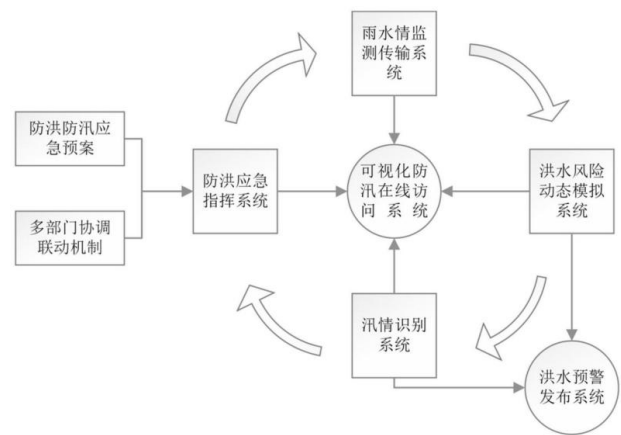 雨水情监
测传输系
统
防洪防汛应
急预案
防洪应急
指挥系统
可视化防
汛在线访
问系统
洪水风险
动态模拟
系统
多部门协调
联动机制
汛情识别
系统
洪水预警
发布系统